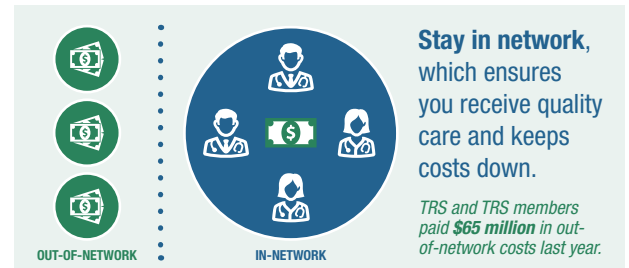 Stay in network,
which ensures
you receive quality
care and keeps
costs down.
TRS and TRS members
paid $65 million in out-
of-network costs last year.
OUT-OF-NETWORK
IN-NETWORK